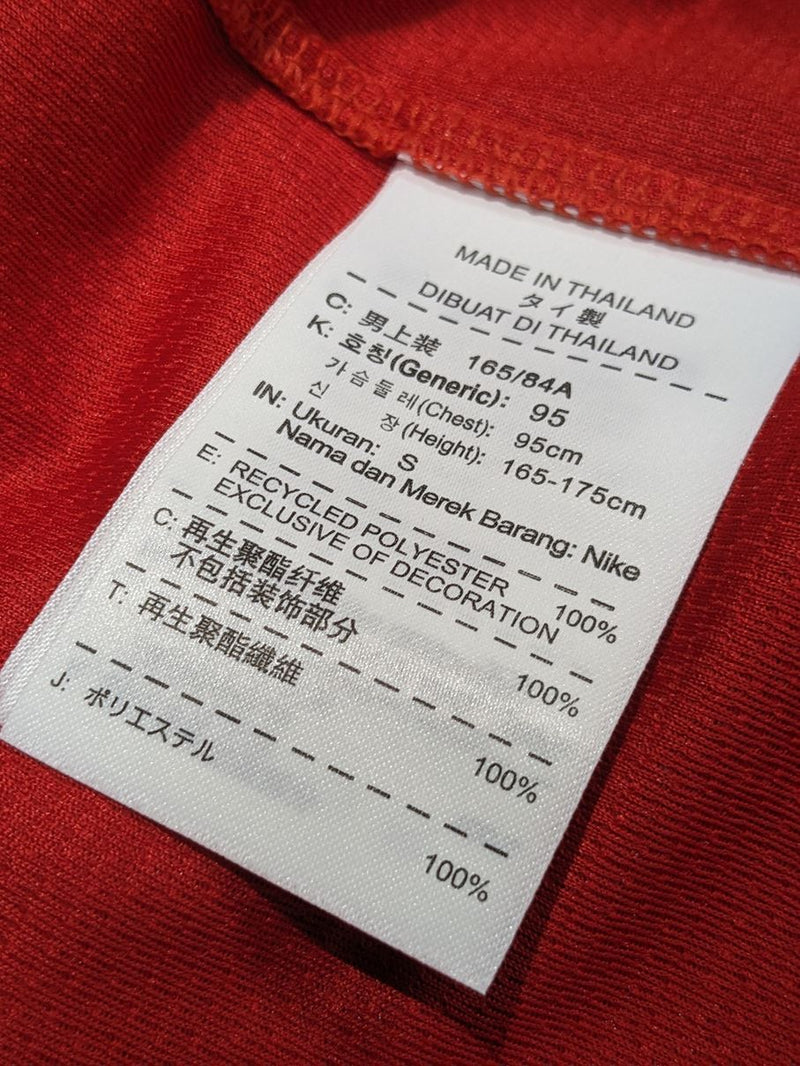 MADE IN THAILAND
タイ製
DIBUAT DI THAILAND
C: 男上装 165/84A
K: 호칭(Generic): 95
가슴둘레(Chest): 95cm
신 장(Height): 165-175cm
IN: Ukuran: S
Nama dan Merek Barang: Nike
E: RECYCLED POLYESTER 100%
EXCLUSIVE OF DECORATION
C: 再生聚酯纤维 100%
不包括装饰部分
T: 再生聚酯纖維 100%
J: ポリエステル 100%